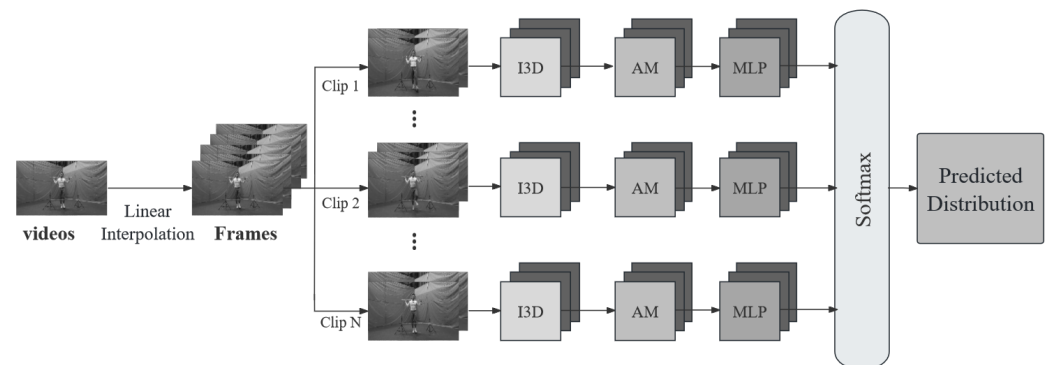 videos
Linear
Interpolation
Frames
Clip 1
I3D
AM
MLP
Clip 2
I3D
AM
MLP
Clip N
I3D
AM
MLP
Softmax
Predicted
Distribution